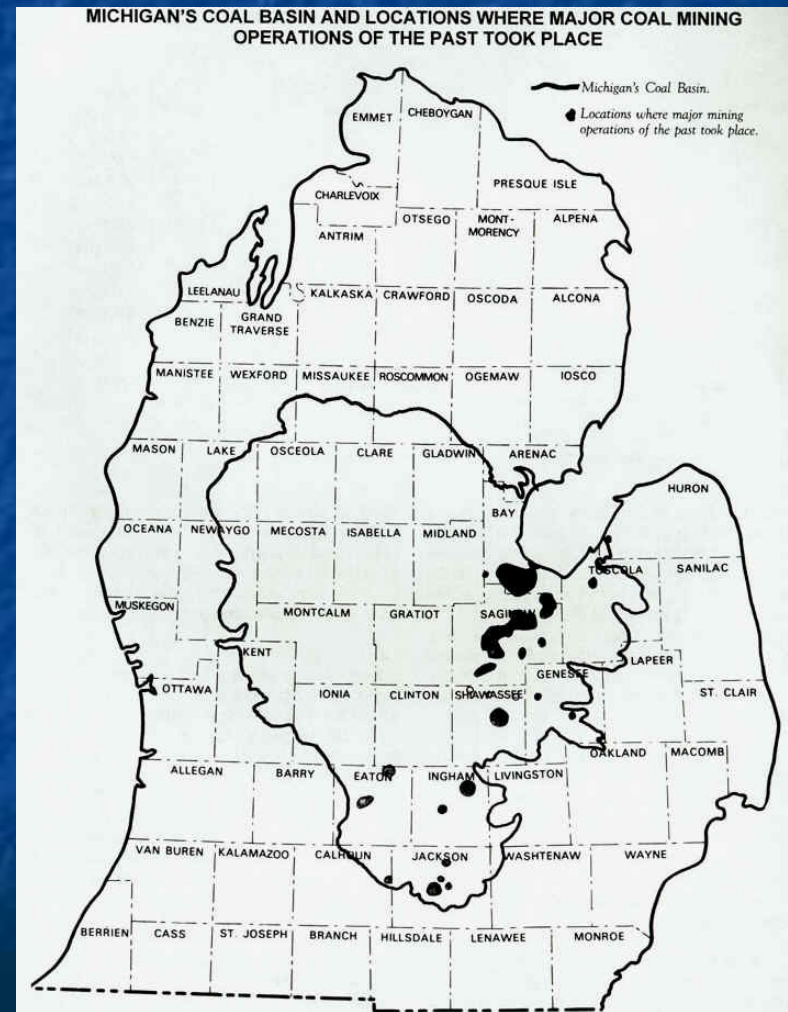 MICHIGAN'S COAL BASIN AND LOCATIONS WHERE MAJOR COAL MINING
OPERATIONS OF THE PAST TOOK PLACE
Michigan's Coal Basin.
Locations where major mining
operations of the past took place.
EMMET
CHEBOYGAN
PRESQUE ISLE
CHARLEVOIX
OTSEGO
MONT-
MORENCY
ALPENA
ANTRIM
LEELANAU
KALKASKA
CRAWFORD
OSCODA
ALCONA
BENZIE
GRAND
TRAVERSE
MANISTEE
WEXFORD
MISSAUKEE
ROSCOMMON
OGEMAW
IOSCO
MASON
LAKE
OSCEOLA
CLARE
GLADWIN
ARENAC
HURON
BAY
OCEANA
NEWAYGO
MECOSTA
ISABELLA
MIDLAND
TUSCOLA
SANILAC
MUSKEGON
MONTCALM
GRATIOT
SAGINAW
KENT
LAPEER
OTTAWA
IONIA
CLINTON
SHIAWASSEE
GENESEE
ST. CLAIR
ALLEGAN
BARRY
EATON
INGHAM
LIVINGSTON
OAKLAND
MACOMB
VAN BUREN
KALAMAZOO
CALHOUN
JACKSON
WASHTENAW
WAYNE
BERRIEN
CASS
ST. JOSEPH
BRANCH
HILLSDALE
LENAWEE
MONROE